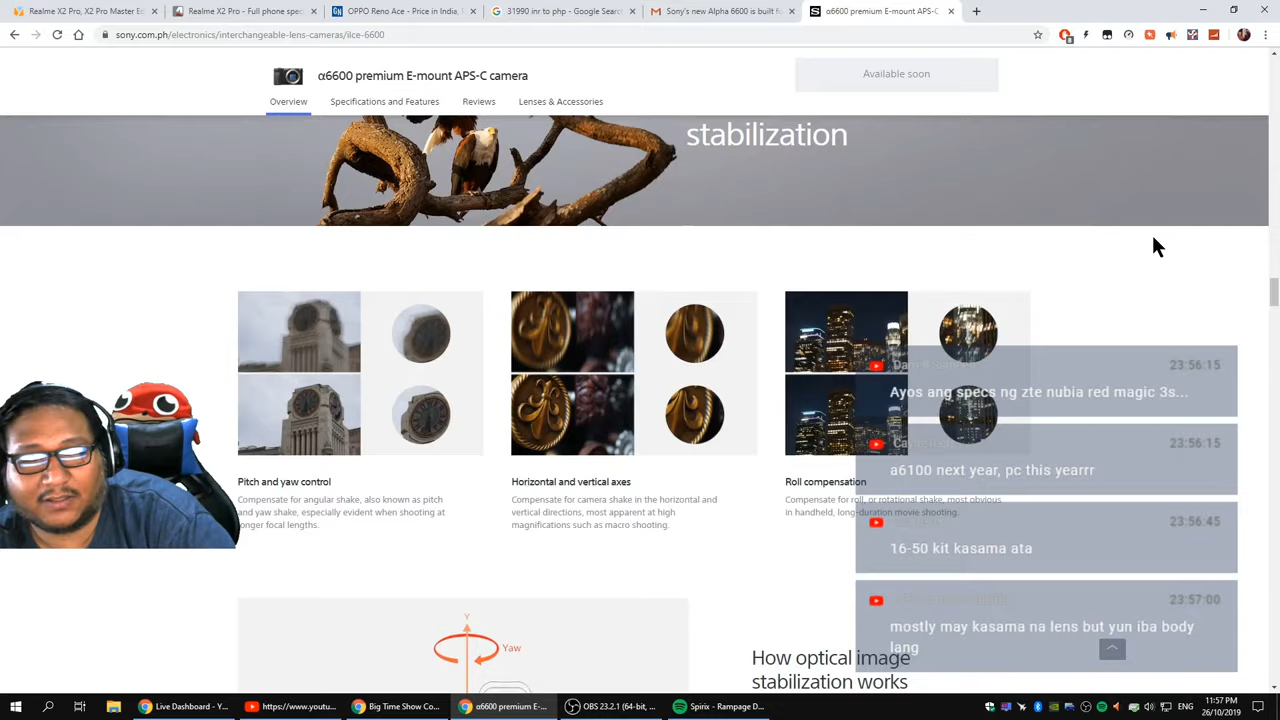 Realme X2 Pro, X2 Pro Master Ed
Realme X2 Pro - Full phone spec
OPPO Reno Ace - Price in India, F
31990 inr to php - Google Search
Sony's new Alpha 6600 is built fo
α6600 premium E-mount APS-C c
sony.com.ph/electronics/interchangeable-lens-cameras/ilce-6600
α6600 premium E-mount APS-C camera
Available soon
Overview
Specifications and Features
Reviews
Lenses & Accessories
stabilization
23:56:15
Ayos ang specs ng zte nubia red magic 3s...
23:56:15
a6100 next year, pc this yearrr
Pitch and yaw control
Compensate for angular shake, also known as pitch
and yaw shake, especially evident when shooting at
longer focal lengths.
Horizontal and vertical axes
Compensate for camera shake in the horizontal and
vertical directions, most apparent at high
magnifications such as macro shooting.
Roll compensation
Compensate for roll, or rotational shake, most obvious
in handheld, long-duration movie shooting.
23:56:45
16-50 kit kasama ata
23:57:00
mostly may kasama na lens but yun iba body
lang
Y
Yaw
How optical image
stabilization works
Live Dashboard - Y...
https://www.youtu...
Big Time Show Co...
α6600 premium E-...
OBS 23.2.1 (64-bit, ...
Spirix - Rampage D...
ENG
11:57 PM
26/10/2019